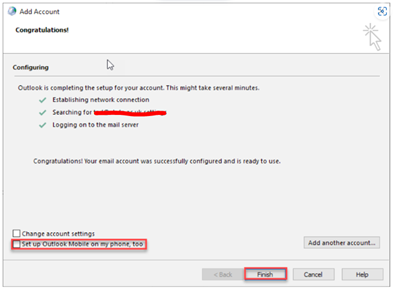 Add Account
Congratulations!
Configuring
Outlook is completing the setup for your account. This might take several minutes.
Establishing network connection
Searching for settings
Logging on to the mail server
Congratulations! Your email account was successfully configured and is ready to use.
Change account settings
Set up Outlook Mobile on my phone, too
Add another account...
< Back
Finish
Cancel
Help